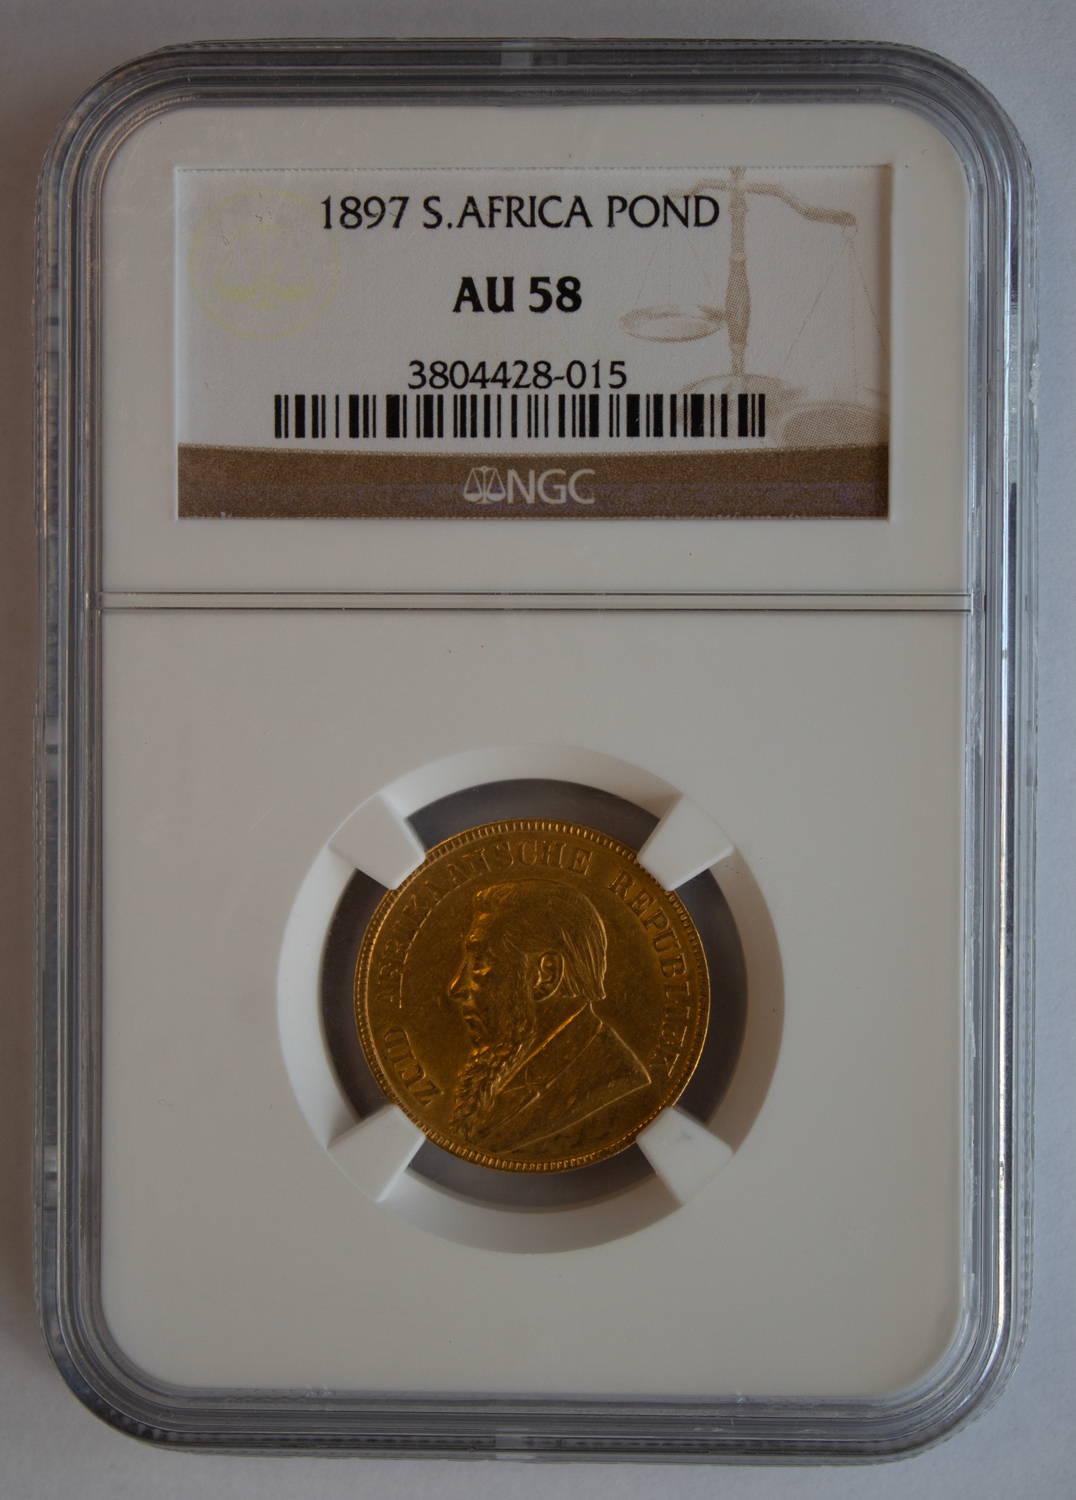 1897 S.AFRICA POND
AU 58
3804428-015
NGC
ZUID AFRIKAANSCHE REPUBLIEK